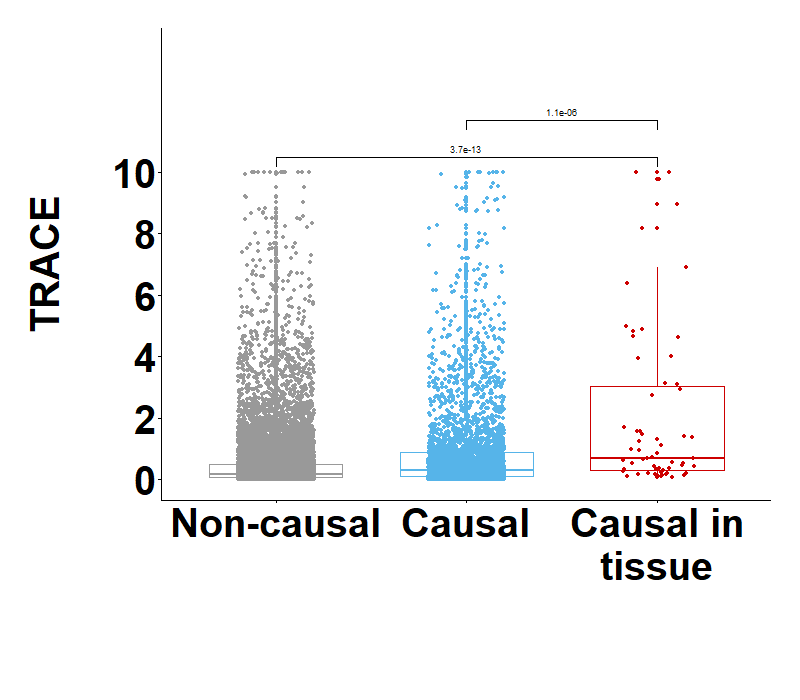 1.1e-06
3.7e-13
TRACE
10
8
6
4
2
0
Non-causal
Causal
Causal in
tissue